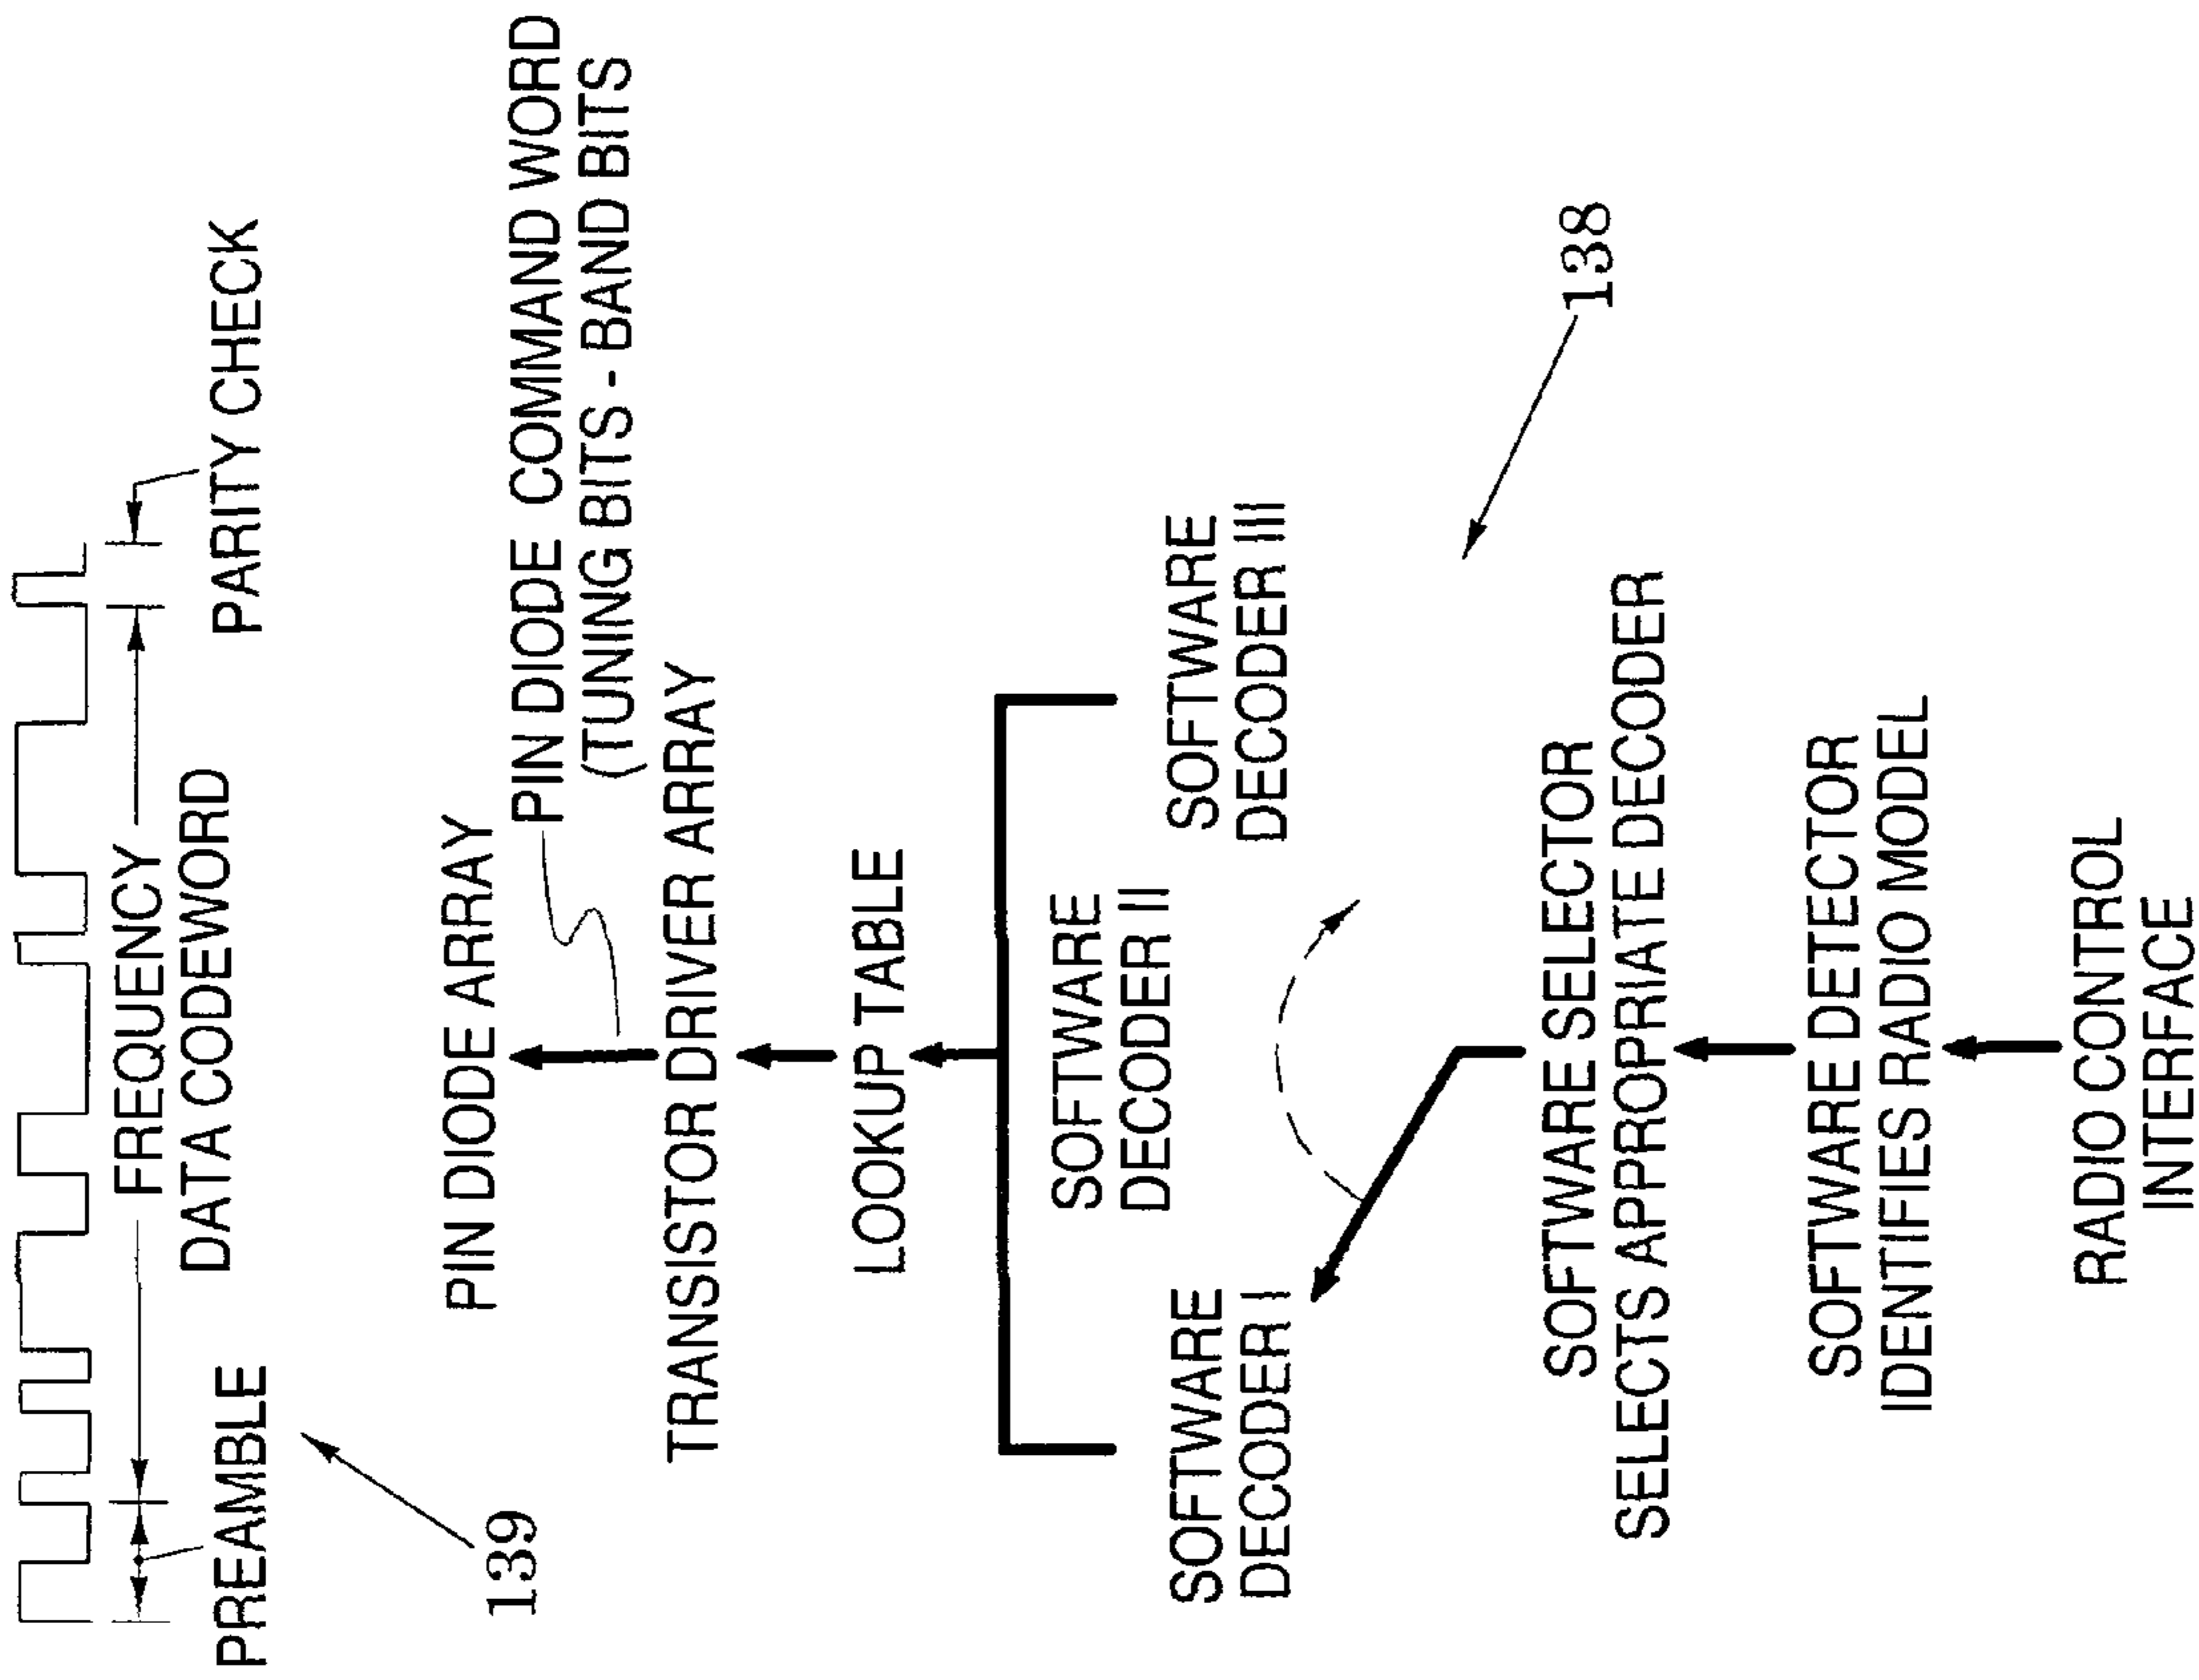 FREQUENCY
DATA CODEWORD
PREAMBLE
PARITY CHECK
139
PIN DIODE ARRAY
PIN DIODE COMMAND WORD
(TUNING BITS - BAND BITS
TRANSISTOR DRIVER ARRAY
LOOKUP TABLE
SOFTWARE
DECODER I
SOFTWARE
DECODER II
SOFTWARE
DECODER III
138
SOFTWARE SELECTOR
SELECTS APPROPRIATE DECODER
SOFTWARE DETECTOR
IDENTIFIES RADIO MODEL
RADIO CONTROL
INTERFACE